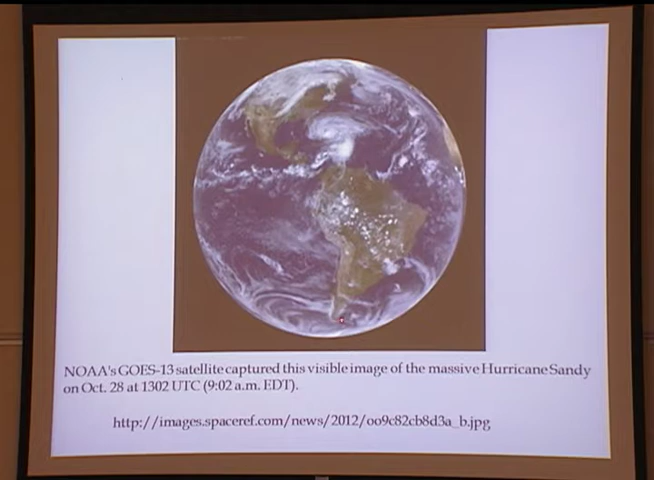 NOAA's GOES-13 satellite captured this visible image of the massive Hurricane Sandy
on Oct. 28 at 1302 UTC (9:02 a.m. EDT).
http://images.spaceref.com/news/2012/oo9c82cb8d3a_b.jpg